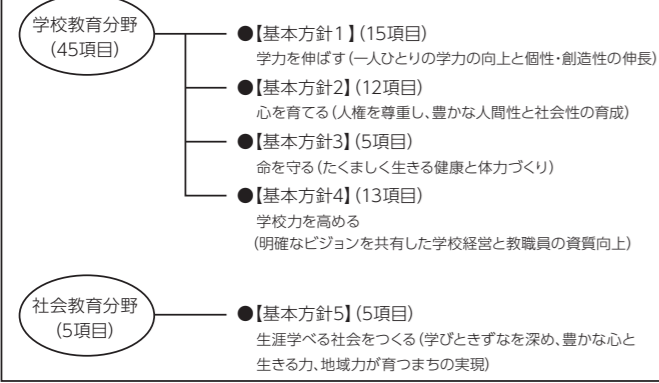 学校教育分野
(45項目)
●【基本方針1】(15項目)
学力を伸ばす(一人ひとりの学力の向上と個性・創造性の伸長)
●【基本方針2】(12項目)
心を育てる(人権を尊重し、豊かな人間性と社会性の育成)
●【基本方針3】(5項目)
命を守る(たくましく生きる健康と体力づくり)
●【基本方針4】(13項目)
学校力を高める
(明確なビジョンを共有した学校経営と教職員の資質向上)
社会教育分野
(5項目)
●【基本方針5】(5項目)
生涯学べる社会をつくる(学びときずなを深め、豊かな心と
生きる力、地域力が育つまちの実現)